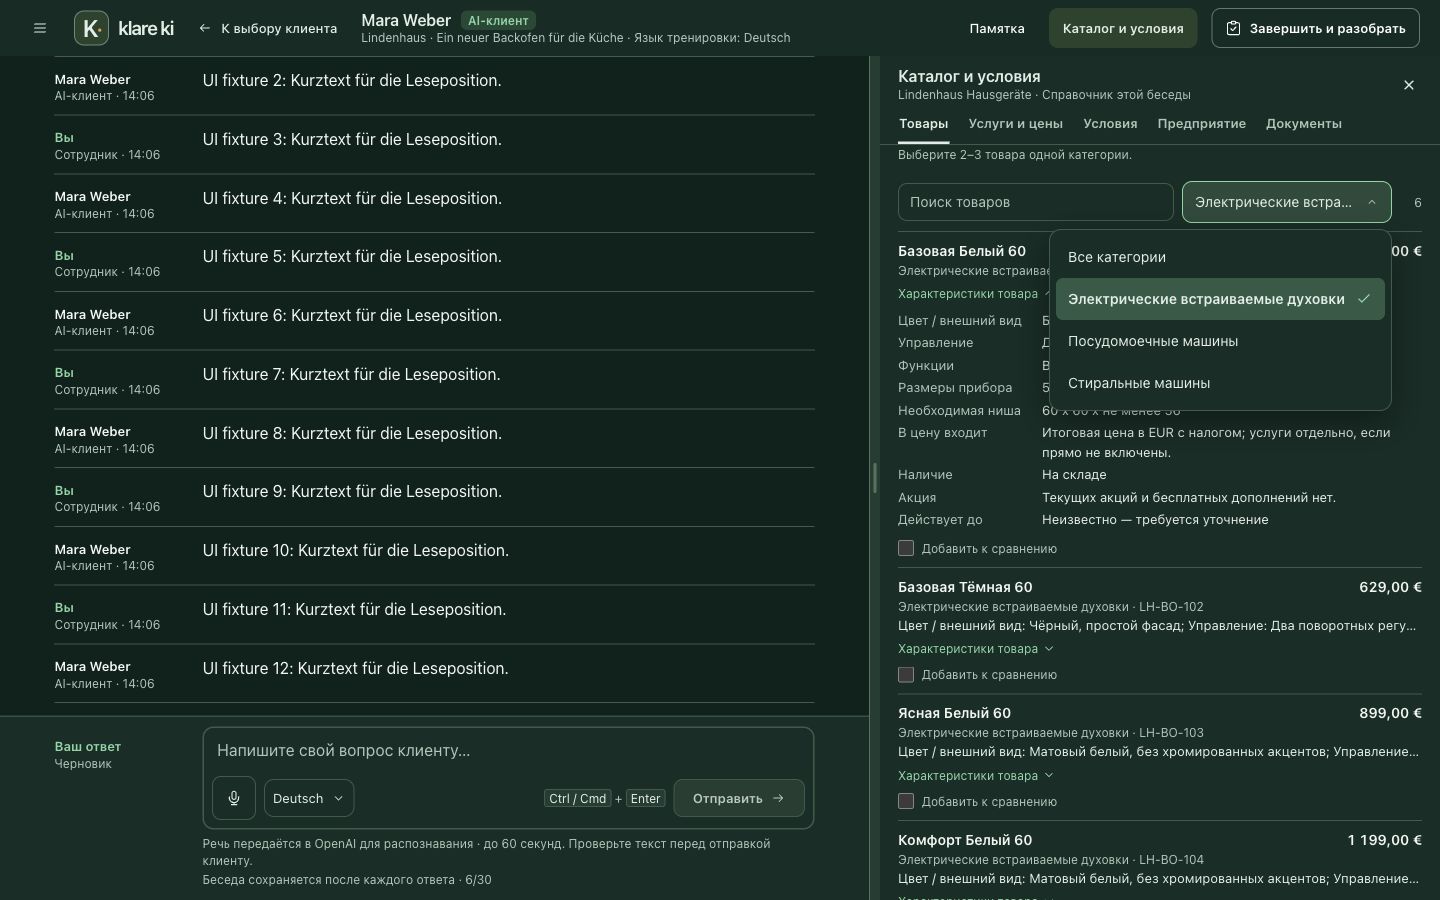 K.
klare ki
← К выбору клиента
Mara Weber
AI-клиент
Lindenhaus · Ein neuer Backofen für die Küche · Язык тренировки: Deutsch
Памятка
Каталог и условия
Завершить и разобрать
Mara Weber
AI-клиент · 14:06
UI fixture 2: Kurztext für die Leseposition.
Вы
Сотрудник · 14:06
UI fixture 3: Kurztext für die Leseposition.
Mara Weber
AI-клиент · 14:06
UI fixture 4: Kurztext für die Leseposition.
Вы
Сотрудник · 14:06
UI fixture 5: Kurztext für die Leseposition.
Mara Weber
AI-клиент · 14:06
UI fixture 6: Kurztext für die Leseposition.
Вы
Сотрудник · 14:06
UI fixture 7: Kurztext für die Leseposition.
Mara Weber
AI-клиент · 14:06
UI fixture 8: Kurztext für die Leseposition.
Вы
Сотрудник · 14:06
UI fixture 9: Kurztext für die Leseposition.
Mara Weber
AI-клиент · 14:06
UI fixture 10: Kurztext für die Leseposition.
Вы
Сотрудник · 14:06
UI fixture 11: Kurztext für die Leseposition.
Mara Weber
AI-клиент · 14:06
UI fixture 12: Kurztext für die Leseposition.
Ваш ответ
Черновик
Напишите свой вопрос клиенту…
Deutsch
Ctrl / Cmd + Enter
Отправить →
Речь передаётся в OpenAI для распознавания · до 60 секунд. Проверьте текст перед отправкой
клиенту.
Беседа сохраняется после каждого ответа · 6/30
Каталог и условия
Lindenhaus Hausgeräte · Справочник этой беседы
Товары
Услуги и цены
Условия
Предприятие
Документы
Выберите 2–3 товара одной категории.
Поиск товаров
Электрические встра…
6
Все категории
Электрические встраиваемые духовки
Посудомоечные машины
Стиральные машины
Базовая Белый 60
00 €
Электрические встраивае
Характеристики товара
Цвет / внешний вид
Управление
Функции
Размеры прибора
Необходимая ниша 60 x 60 x не менее 56
В цену входит Итоговая цена в EUR с налогом; услуги отдельно, если
прямо не включены.
Наличие На складе
Акция Текущих акций и бесплатных дополнений нет.
Действует до Неизвестно — требуется уточнение
Добавить к сравнению
Базовая Тёмная 60 629,00 €
Электрические встраиваемые духовки · LH-BO-102
Цвет / внешний вид: Чёрный, простой фасад; Управление: Два поворотных регу…
Характеристики товара
Добавить к сравнению
Ясная Белый 60 899,00 €
Электрические встраиваемые духовки · LH-BO-103
Цвет / внешний вид: Матовый белый, без хромированных акцентов; Управление…
Характеристики товара
Добавить к сравнению
Комфорт Белый 60 1 199,00 €
Электрические встраиваемые духовки · LH-BO-104
Цвет / внешний вид: Матовый белый, без хромированных акцентов; Управление…